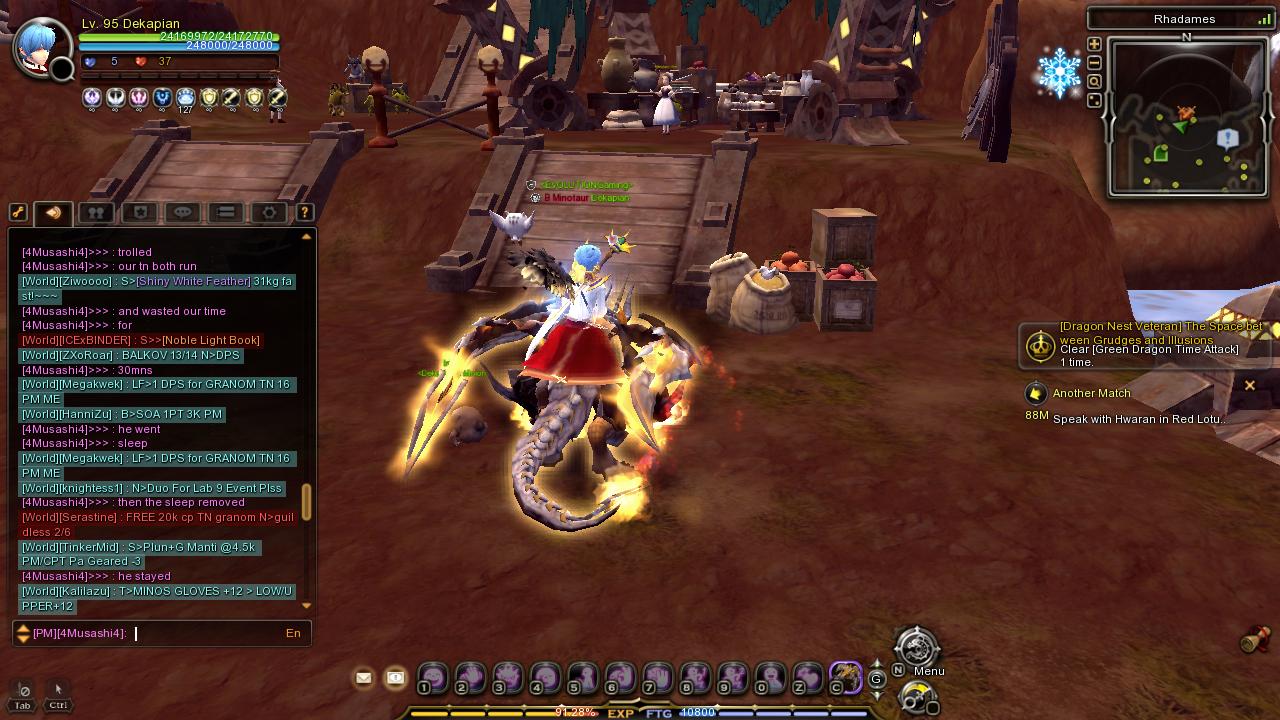 Lv. 95 Dekapian
24169972/24172770
248000/248000
5 37
127
Rhadames
N
<EVOLUTIONGaming>
B Minotaur Dekapian
[4Musashi4]>>> : trolled
[4Musashi4]>>> : our tn both run
[World][Ziwoooo] : S>[Shiny White Feather] 31kg fa
st!~~~
[4Musashi4]>>> : and wasted our time
[4Musashi4]>>> : for
[World][ICExBINDER] : S>>[Noble Light Book]
[World][ZXoRoar] : BALKOV 13/14 N>DPS
[4Musashi4]>>> : 30mns
[World][Megakwek] : LF>1 DPS for GRANOM TN 16
PM ME
[World][HanniZu] : B>SOA 1PT 3K PM
[4Musashi4]>>> : he went
[4Musashi4]>>> : sleep
[World][Megakwek] : LF>1 DPS for GRANOM TN 16
PM ME
[World][knightess1] : N>Duo For Lab 9 Event Plss
[4Musashi4]>>> : then the sleep removed
[World][Serastine] : FREE 20k cp TN granom N>guil
dless 2/6
[World][TinkerMid] : S>Plun+G Manti @4.5k
PM/CPT Pa Geared -3
[4Musashi4]>>> : he stayed
[World][Kalilazu] : T>MINOS GLOVES +12 > LOW/U
PPER+12
[PM][4Musashi4]:
En
[Dragon Nest Veteran] The Space bet
ween Grudges and Illusions
Clear [Green Dragon Time Attack]
1 time.
Another Match
88M Speak with Hwaran in Red Lotu..
Tab Ctrl
1 2 3 4 5 6 7 8 9 0 Z C
G
N Menu
91.28% EXP FTG 10800